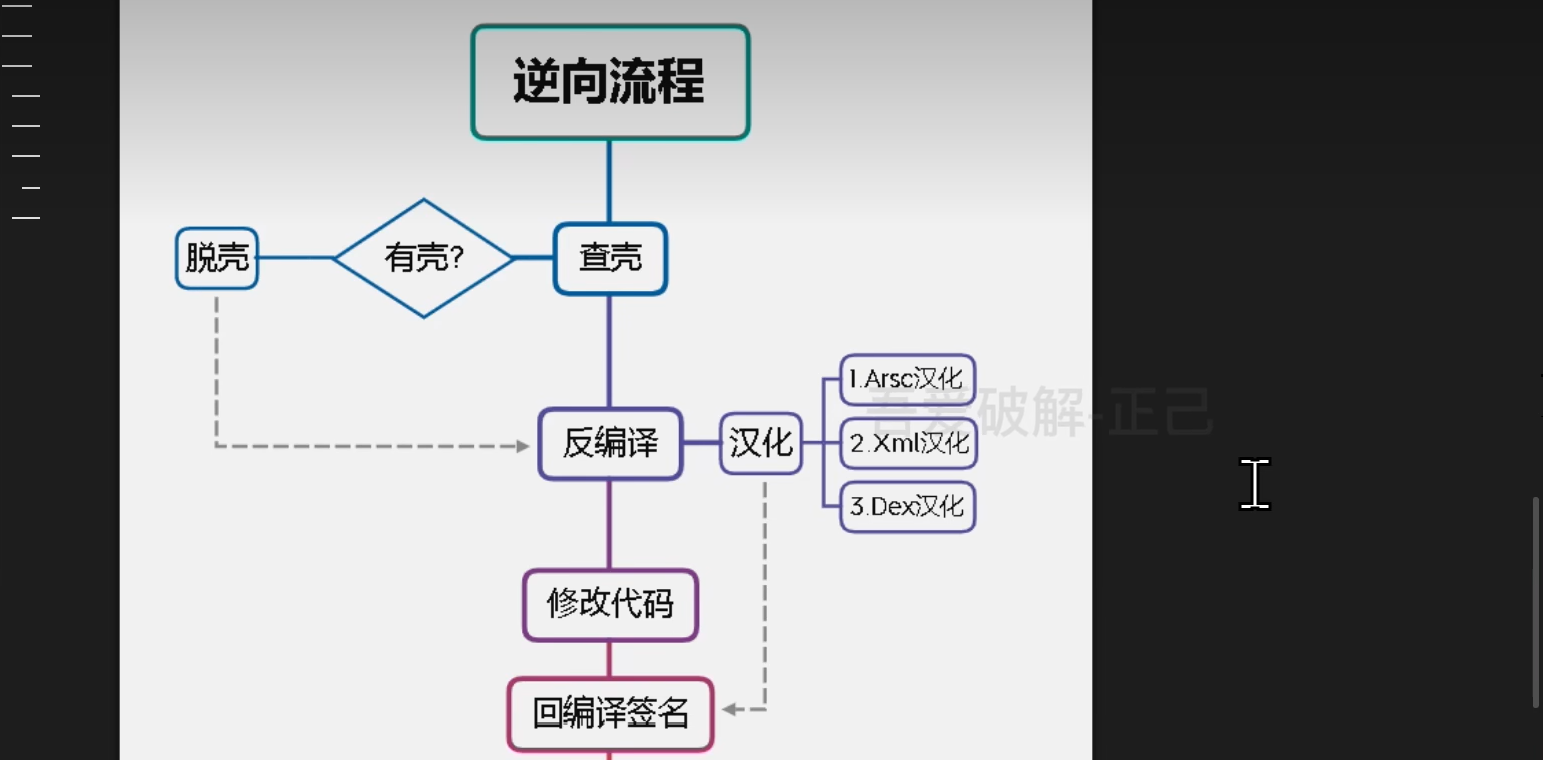 逆向流程
脱壳
有壳?
查壳
反编译
汉化
1.Arsc汉化
2.Xml汉化
3.Dex汉化
吾爱破解-正己
修改代码
回编译签名